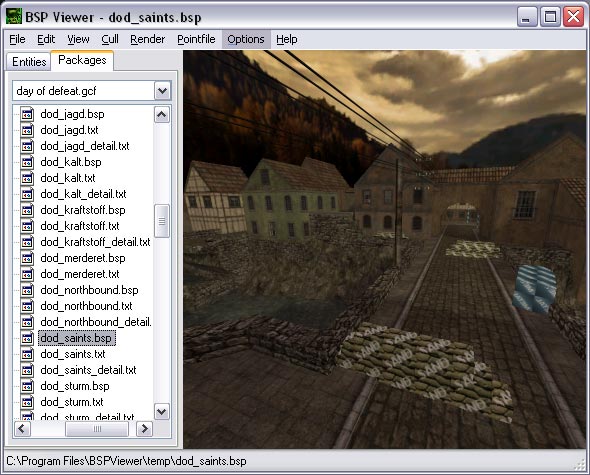 BSP Viewer - dod_saints.bsp
File Edit View Cull Render Pointfile Options Help
Entities Packages
day of defeat.gcf
dod_jagd.bsp
dod_jagd.txt
dod_jagd_detail.txt
dod_kalt.bsp
dod_kalt.txt
dod_kalt_detail.txt
dod_kraftstoff.bsp
dod_kraftstoff.txt
dod_kraftstoff_detail.txt
dod_merderet.bsp
dod_merderet.txt
dod_northbound.bsp
dod_northbound.txt
dod_northbound_detail.
dod_saints.bsp
dod_saints.txt
dod_saints_detail.txt
dod_sturm.bsp
dod_sturm.txt
dod_sturm_detail.txt
C:\Program Files\BSPViewer\temp\dod_saints.bsp